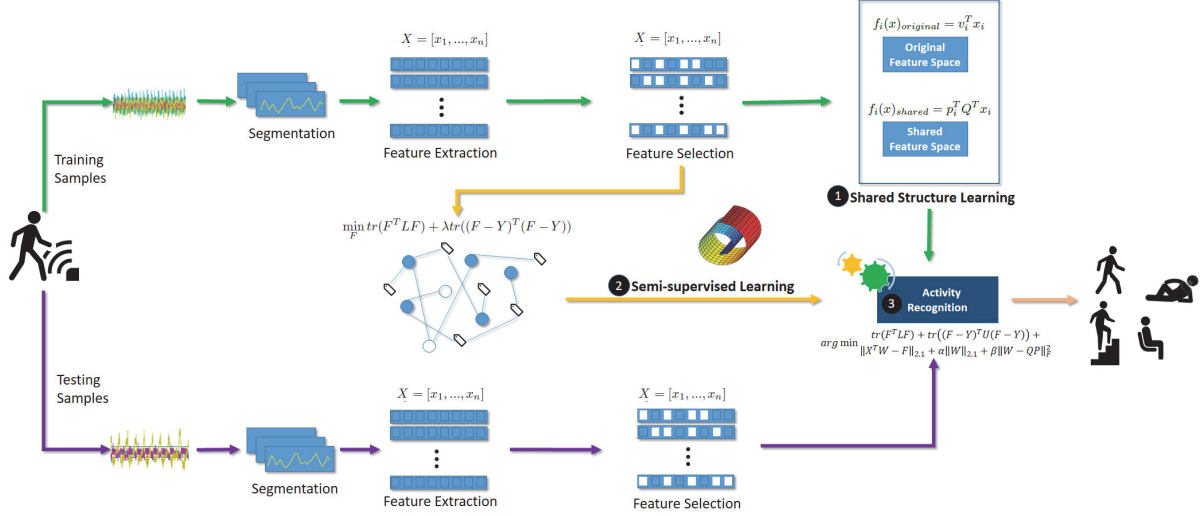 X = [x₁, ..., xₙ]
X = [x₁, ..., xₙ]
fᵢ(x)ₒᵣᵢ𝑔ᵢₙₐₗ = vᵢᵀxᵢ
Original
Feature Space
fᵢ(x)ₛₕₐᵣₑ𝑑 = pᵢᵀQᵀxᵢ
Shared
Feature Space
Segmentation
Feature Extraction
Feature Selection
Training
Samples
1 Shared Structure Learning
min tr(FᵀLF) + λtr((F − Y)ᵀ(F − Y))
F
2 Semi-supervised Learning
3
Activity
Recognition
tr(FᵀLF) + tr((F − Y)ᵀU(F − Y)) +
arg min
‖XᵀW − F‖₂.₁ + α‖W‖₂.₁ + β‖W − QP‖²F
Testing
Samples
X = [x₁, ..., xₙ]
X = [x₁, ..., xₙ]
Segmentation
Feature Extraction
Feature Selection